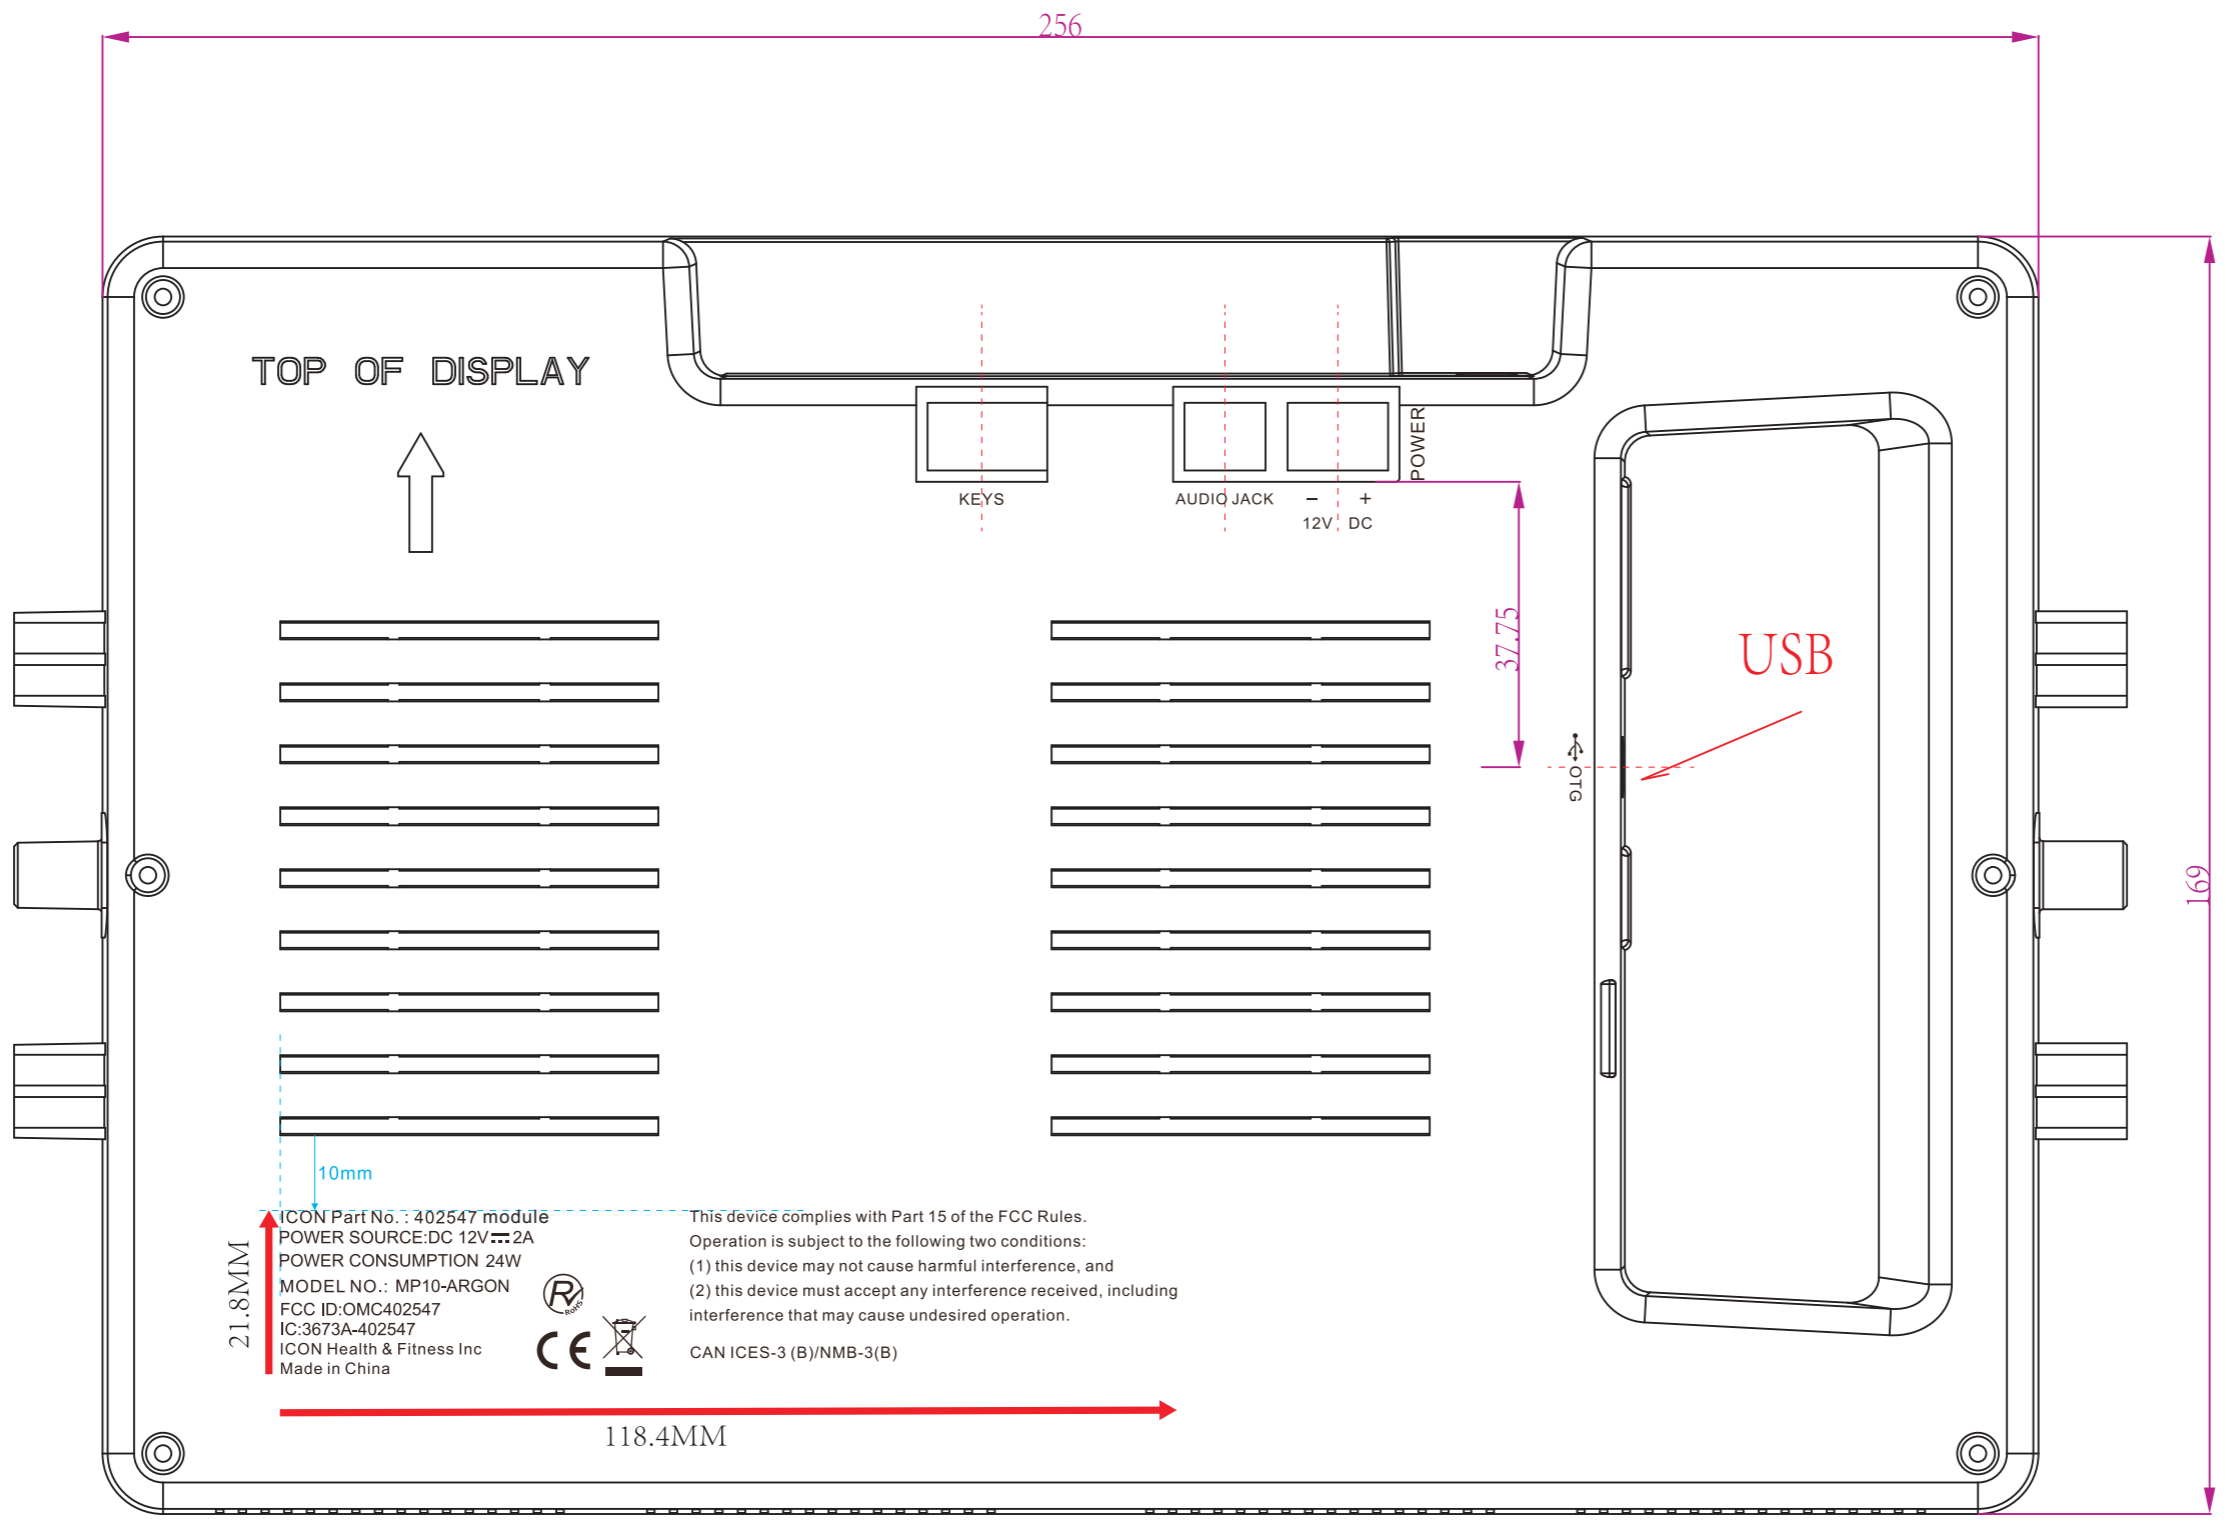 256
TOP OF DISPLAY
POWER
KEYS
AUDIO JACK
− +
12V DC
37.75
USB
OTG
169
10mm
ICON Part No. : 402547 module
POWER SOURCE:DC 12V⎓2A
POWER CONSUMPTION 24W
MODEL NO.: MP10-ARGON
FCC ID:OMC402547
IC:3673A-402547
ICON Health & Fitness Inc
Made in China
R
RoHS
CE
This device complies with Part 15 of the FCC Rules.
Operation is subject to the following two conditions:
(1) this device may not cause harmful interference, and
(2) this device must accept any interference received, including
interference that may cause undesired operation.
CAN ICES-3 (B)/NMB-3(B)
21.8MM
118.4MM